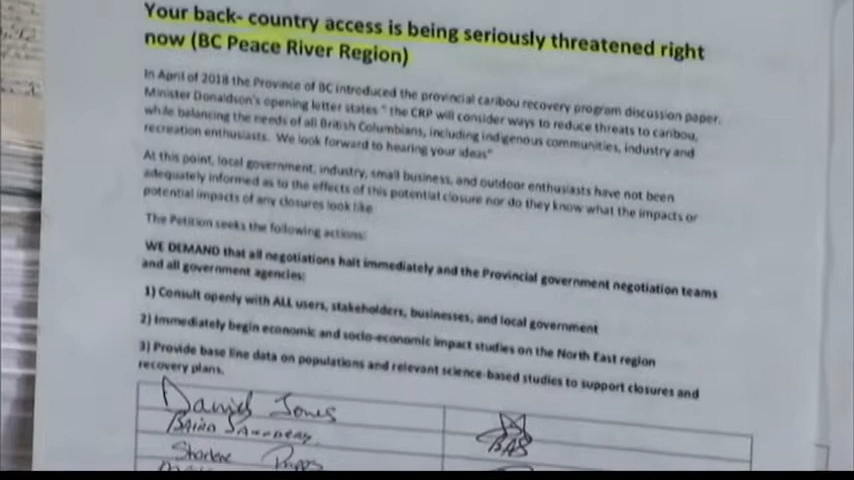 Your back- country access is being seriously threatened right
now (BC Peace River Region)
In April of 2018 the Province of BC introduced the provincial caribou recovery program discussion paper.
Minister Donaldson's opening letter states " the CRP will consider ways to reduce threats to caribou,
while balancing the needs of all British Columbians, including indigenous communities, industry and
recreation enthusiasts. We look forward to hearing your ideas"
At this point, local government, industry, small business, and outdoor enthusiasts have not been
adequately informed as to the effects of this potential closure nor do they know what the impacts or
potential impacts of any closures look like
The Petition seeks the following actions:
WE DEMAND that all negotiations halt immediately and the Provincial government negotiation teams
and all government agencies:
1) Consult openly with ALL users, stakeholders, businesses, and local government
2) Immediately begin economic and socio-economic impact studies on the North East region
3) Provide base line data on populations and relevant science-based studies to support closures and
recovery plans.
Daniel Jones
BAS